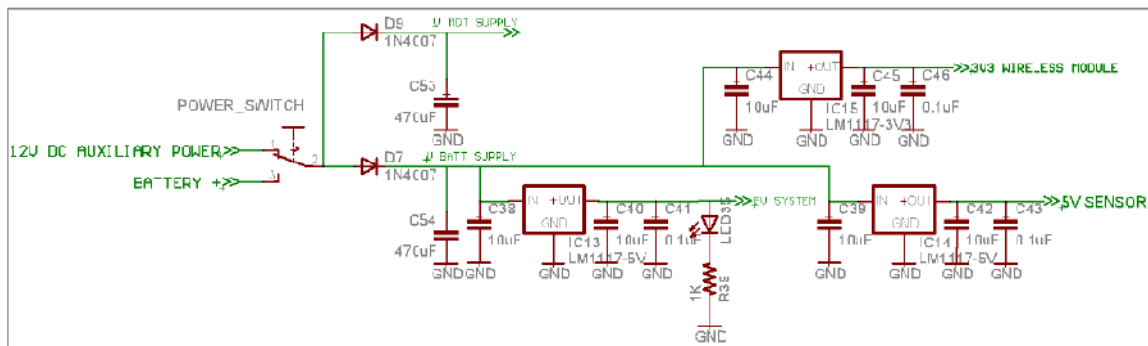 D9
1N4007
V MOT SUPPLY
C53
470uF
GND
POWER_SWITCH
12V DC AUXILIARY POWER
1
2
3
BATTERY +
D7
1N4007
V BATT SUPPLY
C54
470uF
GND
C38
10uF
GND
IN +OUT
GND
IC13
LM1117-5V
GND
C40
10uF
GND
C41
0.1uF
GND
5V SYSTEM
LED35
1K
R39
GND
C44
10uF
GND
IN +OUT
GND
IC15
LM1117-3V3
GND
C45
10uF
GND
C46
0.1uF
GND
3V3 WIRELESS MODULE
C39
10uF
GND
IN +OUT
GND
IC14
LM1117-5V
GND
C42
10uF
GND
C43
0.1uF
GND
5V SENSOR